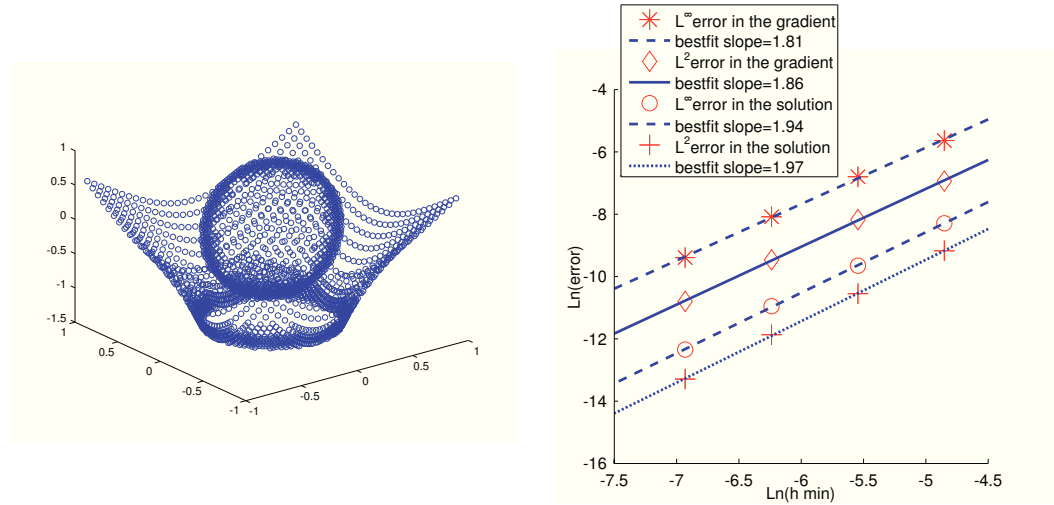 1
0.5
0
-0.5
-1
-1.5
1
0.5
0
-0.5
-1
-1
-0.5
0
0.5
1
L∞error in the gradient
bestfit slope=1.81
L²error in the gradient
bestfit slope=1.86
L∞error in the solution
bestfit slope=1.94
L²error in the solution
bestfit slope=1.97
-4
-6
-8
-10
-12
-14
-16
Ln(error)
-7.5 -7 -6.5 -6 -5.5 -5 -4.5
Ln(h min)